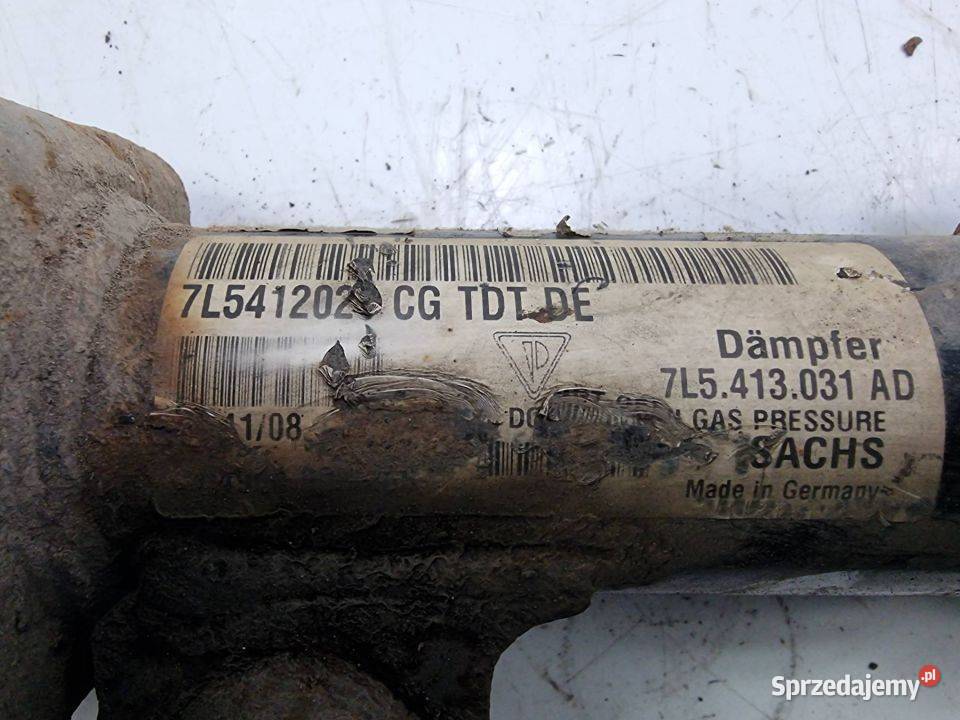 7L541202 CG TDT DE
Dämpfer
7L5.413.031 AD
11/08
GAS PRESSURE
SACHS
Made in Germany
Sprzedajemy.pl